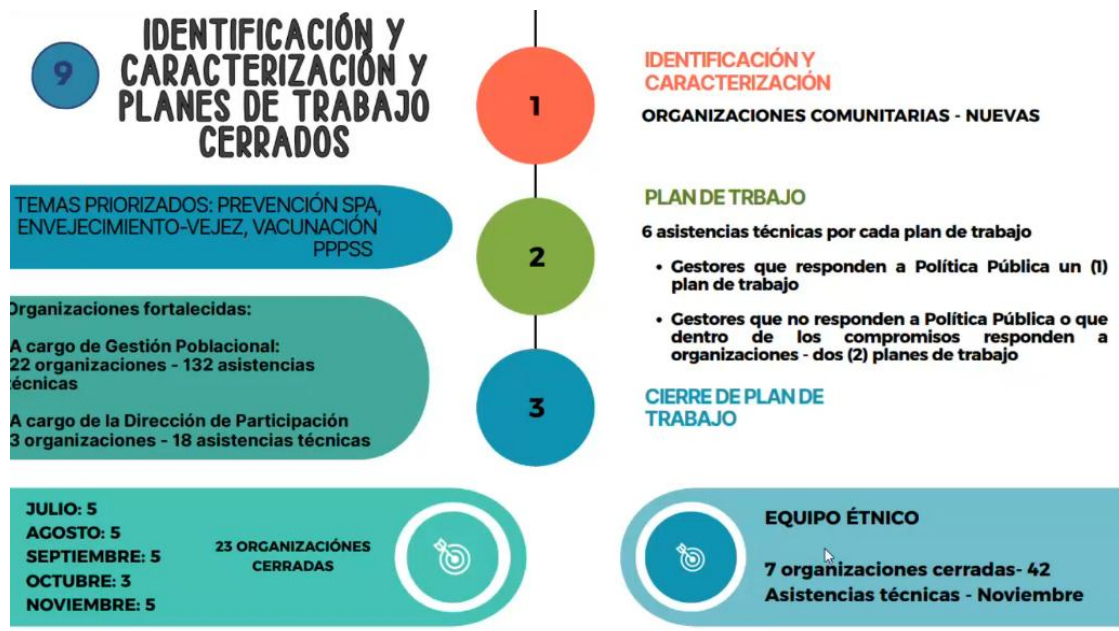 9
IDENTIFICACIÓN Y
CARACTERIZACIÓN Y
PLANES DE TRABAJO
CERRADOS
TEMAS PRIORIZADOS: PREVENCIÓN SPA,
ENVEJECIMIENTO-VEJEZ, VACUNACIÓN
PPPSS
Organizaciones fortalecidas:
A cargo de Gestión Poblacional:
22 organizaciones - 132 asistencias
técnicas
A cargo de la Dirección de Participación
3 organizaciones - 18 asistencias técnicas
JULIO: 5
AGOSTO: 5
SEPTIEMBRE: 5
OCTUBRE: 3
NOVIEMBRE: 5
23 ORGANIZACIÓNES
CERRADAS
1
IDENTIFICACIÓN Y
CARACTERIZACIÓN
ORGANIZACIONES COMUNITARIAS - NUEVAS
2
PLAN DE TRBAJO
6 asistencias técnicas por cada plan de trabajo
• Gestores que responden a Política Pública un (1)
plan de trabajo
• Gestores que no responden a Política Pública o que
dentro de los compromisos responden a
organizaciones - dos (2) planes de trabajo
3
CIERRE DE PLAN DE
TRABAJO
EQUIPO ÉTNICO
7 organizaciones cerradas- 42
Asistencias técnicas - Noviembre